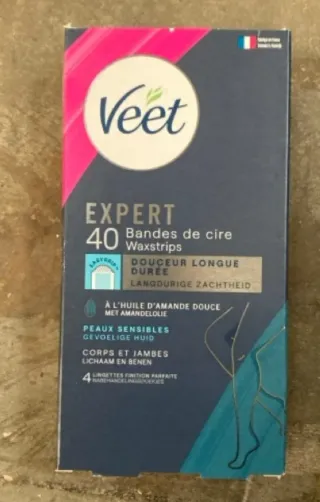 Veet
EXPERT
40 Bandes de cire
Waxstrips
EASYGRIP™
DOUCEUR LONGUE
DURÉE
LANGDURIGE ZACHTHEID
À L'HUILE D'AMANDE DOUCE
MET AMANDELOLIE
PEAUX SENSIBLES
GEVOELIGE HUID
CORPS ET JAMBES
LICHAAM EN BENEN
4 LINGETTES FINITION PARFAITE